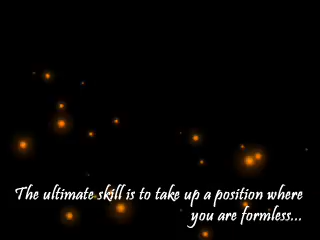 The ultimate skill is to take up a position where
you are formless...